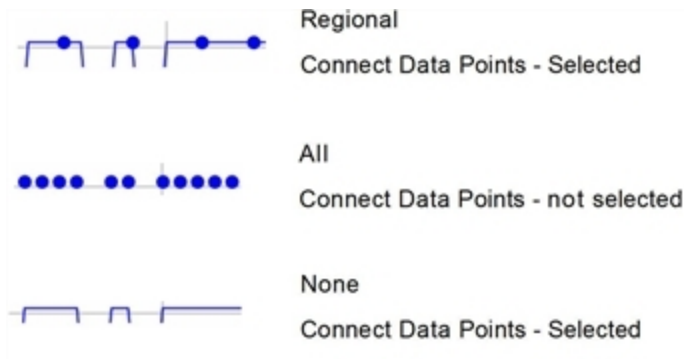 Regional
Connect Data Points - Selected
All
Connect Data Points - not selected
None
Connect Data Points - Selected